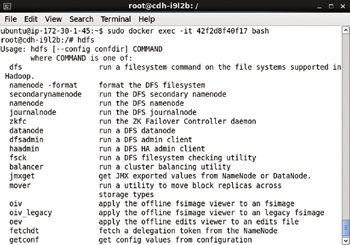 root@cdh-i9l2b: /
File Edit View Search Terminal Help
ubuntu@ip-172-30-1-45:~$ sudo docker exec -it 42f2d8f40f17 bash
root@cdh-i9l2b:/# hdfs
Usage: hdfs [--config confdir] COMMAND
where COMMAND is one of:
dfs run a filesystem command on the file systems supported in
Hadoop.
namenode -format format the DFS filesystem
secondarynamenode run the DFS secondary namenode
namenode run the DFS namenode
journalnode run the DFS journalnode
zkfc run the ZK Failover Controller daemon
datanode run a DFS datanode
dfsadmin run a DFS admin client
haadmin run a DFS HA admin client
fsck run a DFS filesystem checking utility
balancer run a cluster balancing utility
jmxget get JMX exported values from NameNode or DataNode.
mover run a utility to move block replicas across
storage types
oiv apply the offline fsimage viewer to an fsimage
oiv_legacy apply the offline fsimage viewer to an legacy fsimage
oev apply the offline edits viewer to an edits file
fetchdt fetch a delegation token from the NameNode
getconf get config values from configuration